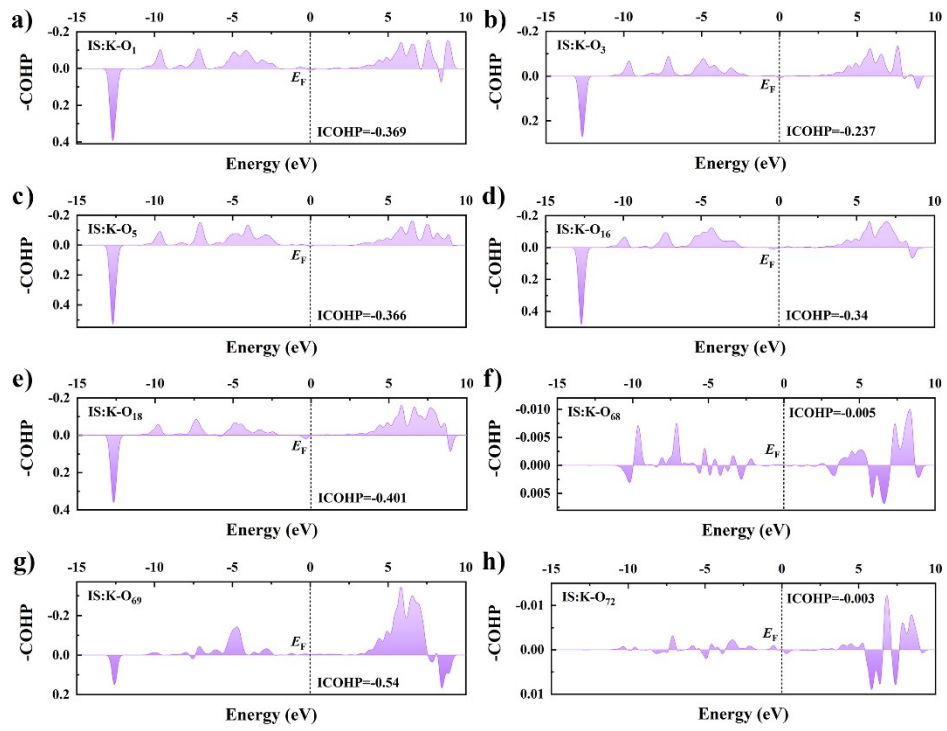 a)
-15 -10 -5 0 5 10
-0.2
0.0
0.2
0.4
-COHP
IS:K-O₁
E_F
ICOHP=-0.369
Energy (eV)
b)
-15 -10 -5 0 5 10
-0.2
0.0
0.2
-COHP
IS:K-O₃
E_F
ICOHP=-0.237
Energy (eV)
c)
-15 -10 -5 0 5 10
-0.2
0.0
0.2
0.4
-COHP
IS:K-O₅
E_F
ICOHP=-0.366
Energy (eV)
d)
-15 -10 -5 0 5 10
-0.2
0.0
0.2
0.4
-COHP
IS:K-O₁₆
E_F
ICOHP=-0.34
Energy (eV)
e)
-15 -10 -5 0 5 10
-0.2
0.0
0.2
0.4
-COHP
IS:K-O₁₈
E_F
ICOHP=-0.401
Energy (eV)
f)
-15 -10 -5 0 5 10
-0.010
-0.005
0.000
0.005
-COHP
IS:K-O₆₈
E_F
ICOHP=-0.005
Energy (eV)
g)
-15 -10 -5 0 5 10
-0.2
0.0
0.2
-COHP
IS:K-O₆₉
E_F
ICOHP=-0.54
Energy (eV)
h)
-15 -10 -5 0 5 10
-0.01
0.00
0.01
-COHP
IS:K-O₇₂
E_F
ICOHP=-0.003
Energy (eV)